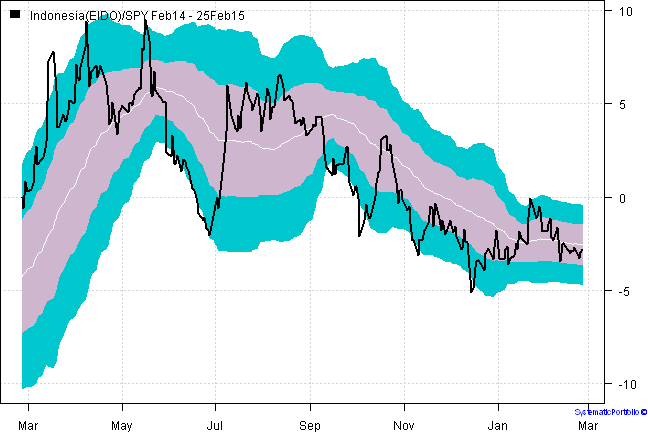 Indonesia(EIDO)/SPY Feb14 - 25Feb15
10
5
0
-5
-10
SystematicPortfolio ©
Mar May Jul Sep Nov Jan Mar